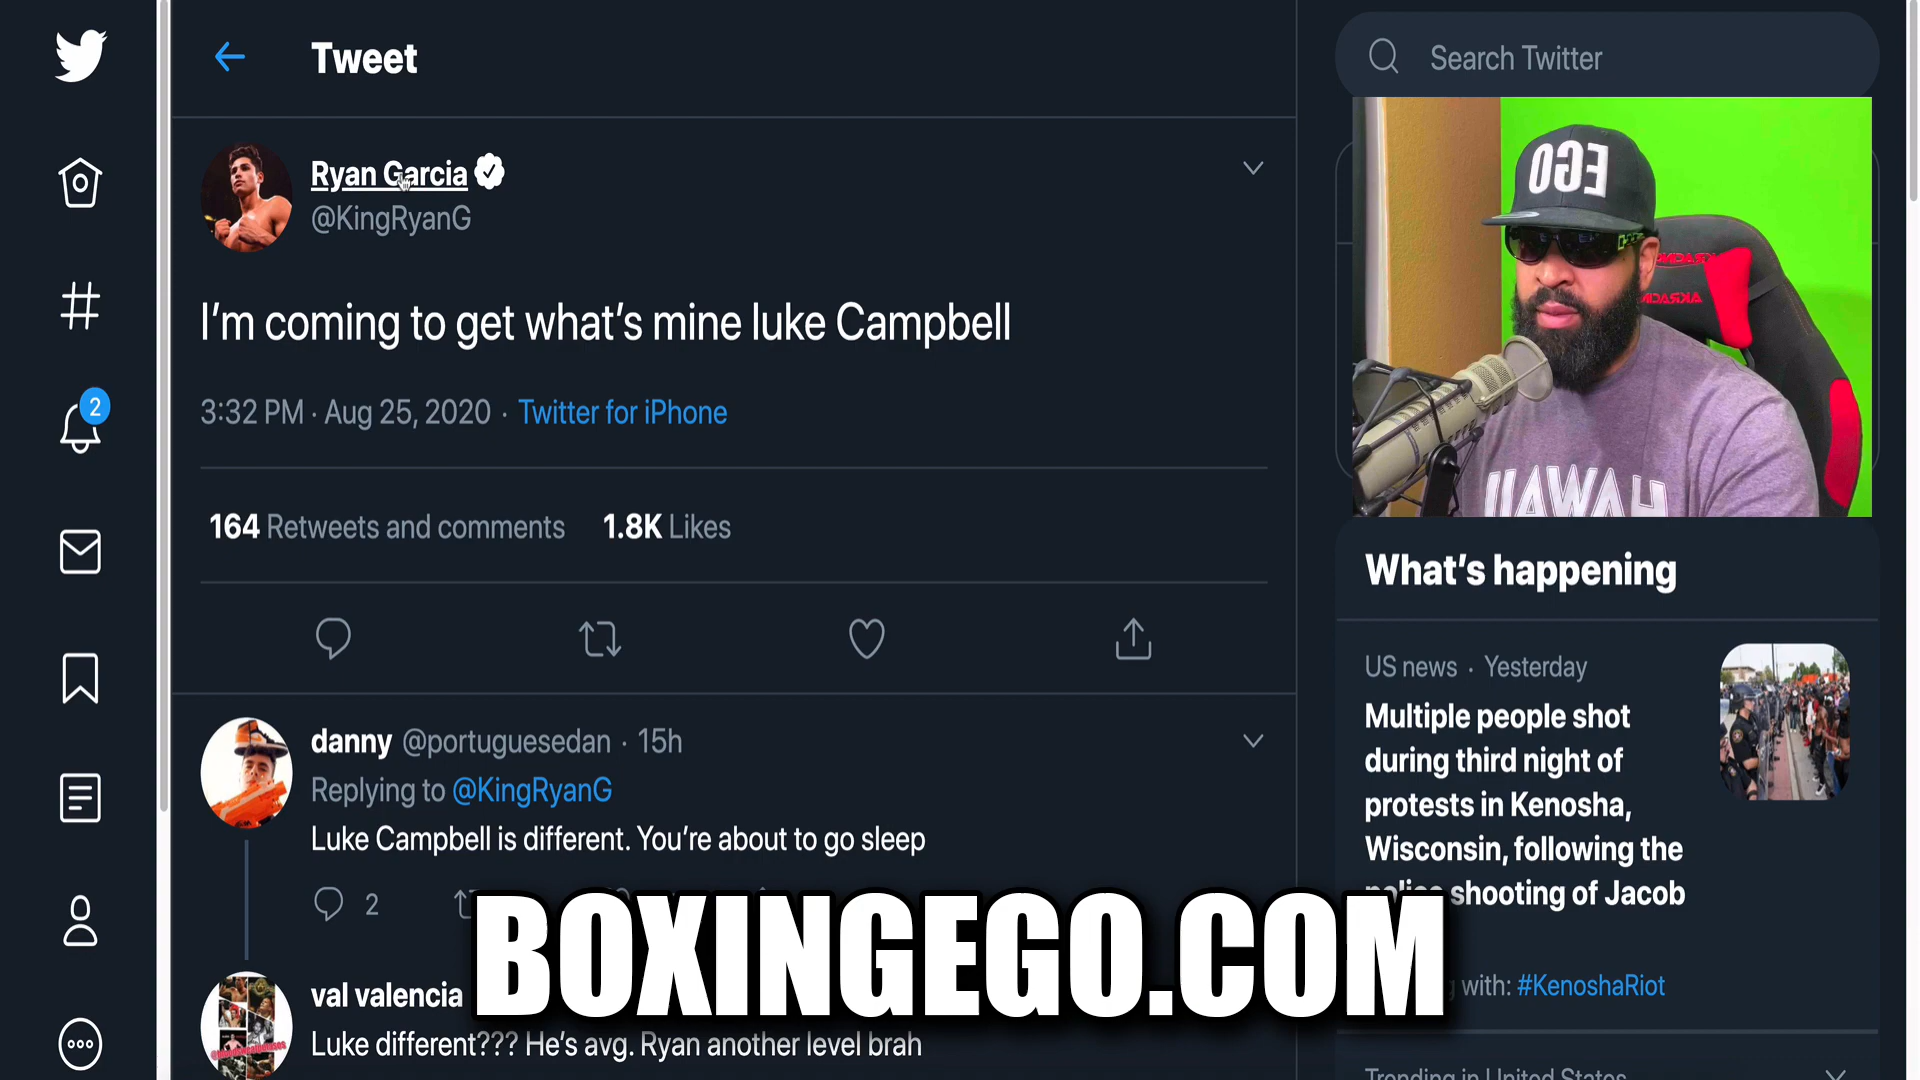 Tweet
Search Twitter
Ryan Garcia
@KingRyanG
I'm coming to get what's mine luke Campbell
3:32 PM · Aug 25, 2020 · Twitter for iPhone
164 Retweets and comments 1.8K Likes
2
danny @portuguesedan · 15h
Replying to @KingRyanG
Luke Campbell is different. You're about to go sleep
2
val valencia
Luke different??? He's avg. Ryan another level brah
EGO
AKRACING
HAWAII
What's happening
US news · Yesterday
Multiple people shot
during third night of
protests in Kenosha,
Wisconsin, following the
police shooting of Jacob
with: #KenoshaRiot
Trending in United States
BOXINGEGO.COM